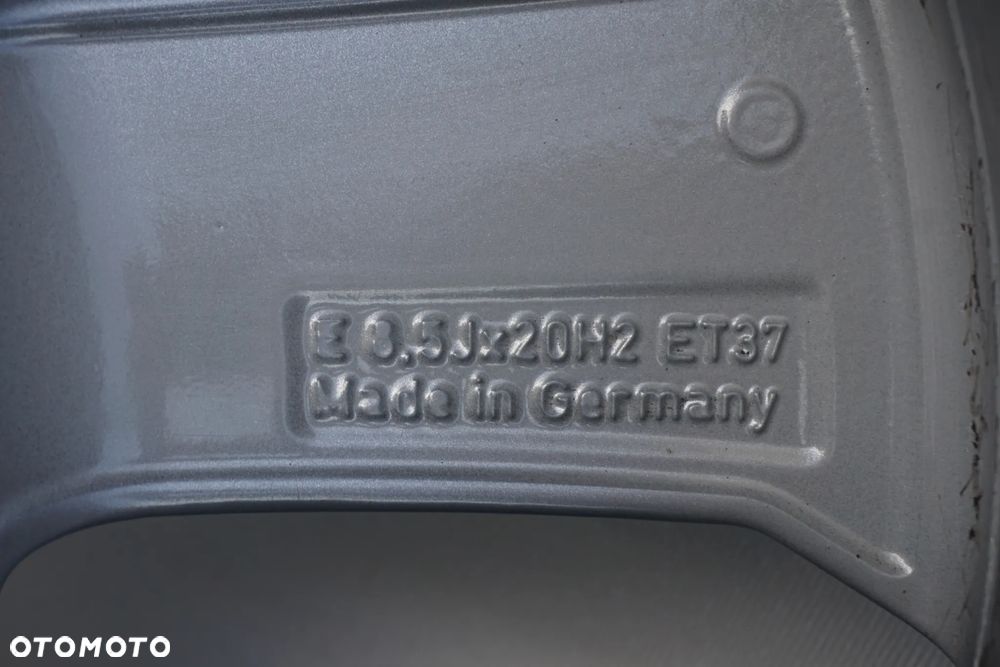 E 8.5Jx20H2 ET37
Made in Germany
OTOMOTO